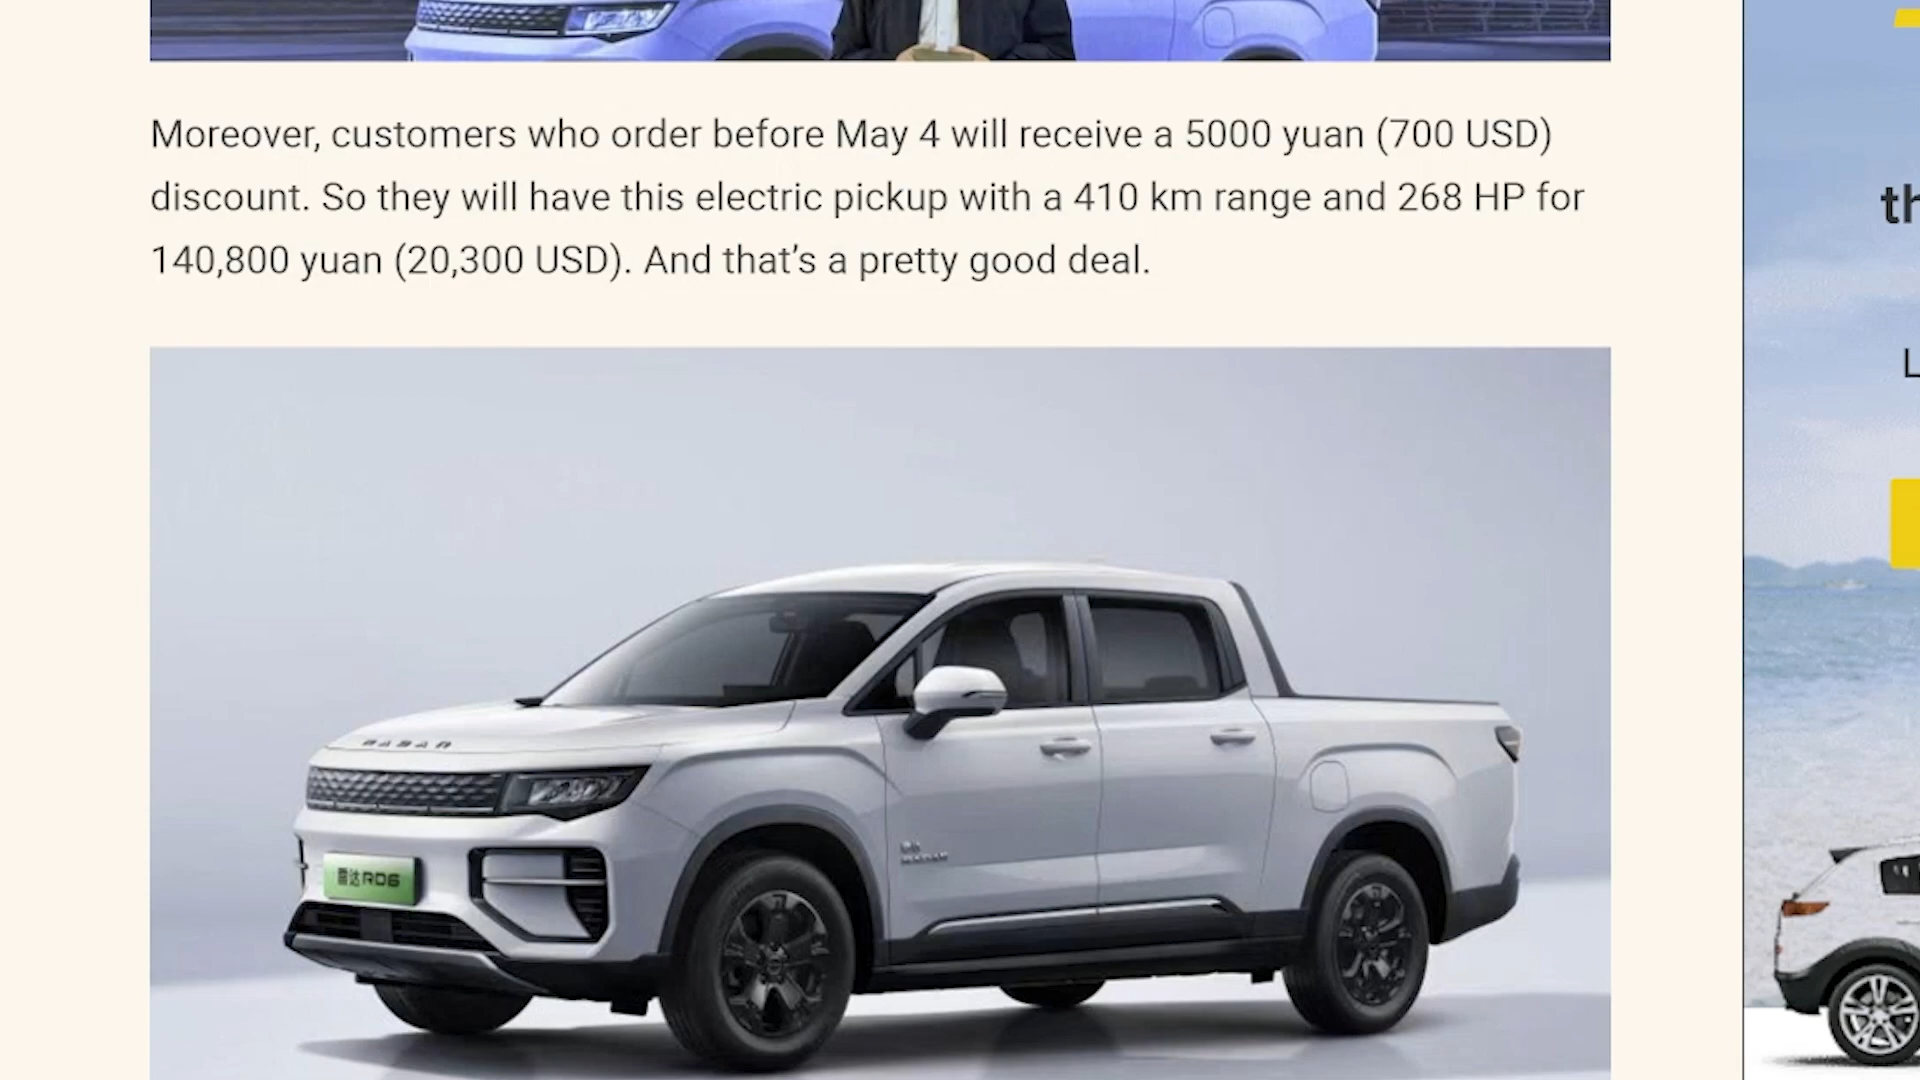 Moreover, customers who order before May 4 will receive a 5000 yuan (700 USD)
discount. So they will have this electric pickup with a 410 km range and 268 HP for
140,800 yuan (20,300 USD). And that’s a pretty good deal.
RADAR
雷达RD6
RADAR